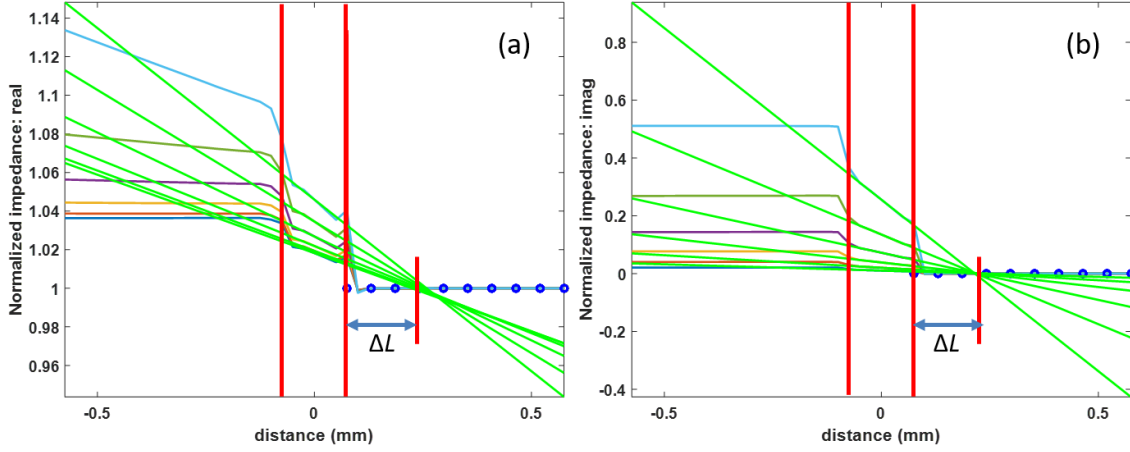 (a)
Normalized impedance: real
1.14
1.12
1.1
1.08
1.06
1.04
1.02
1
0.98
0.96
ΔL
-0.5
0
0.5
distance (mm)
(b)
Normalized impedance: imag
0.8
0.6
0.4
0.2
0
-0.2
-0.4
ΔL
-0.5
0
0.5
distance (mm)